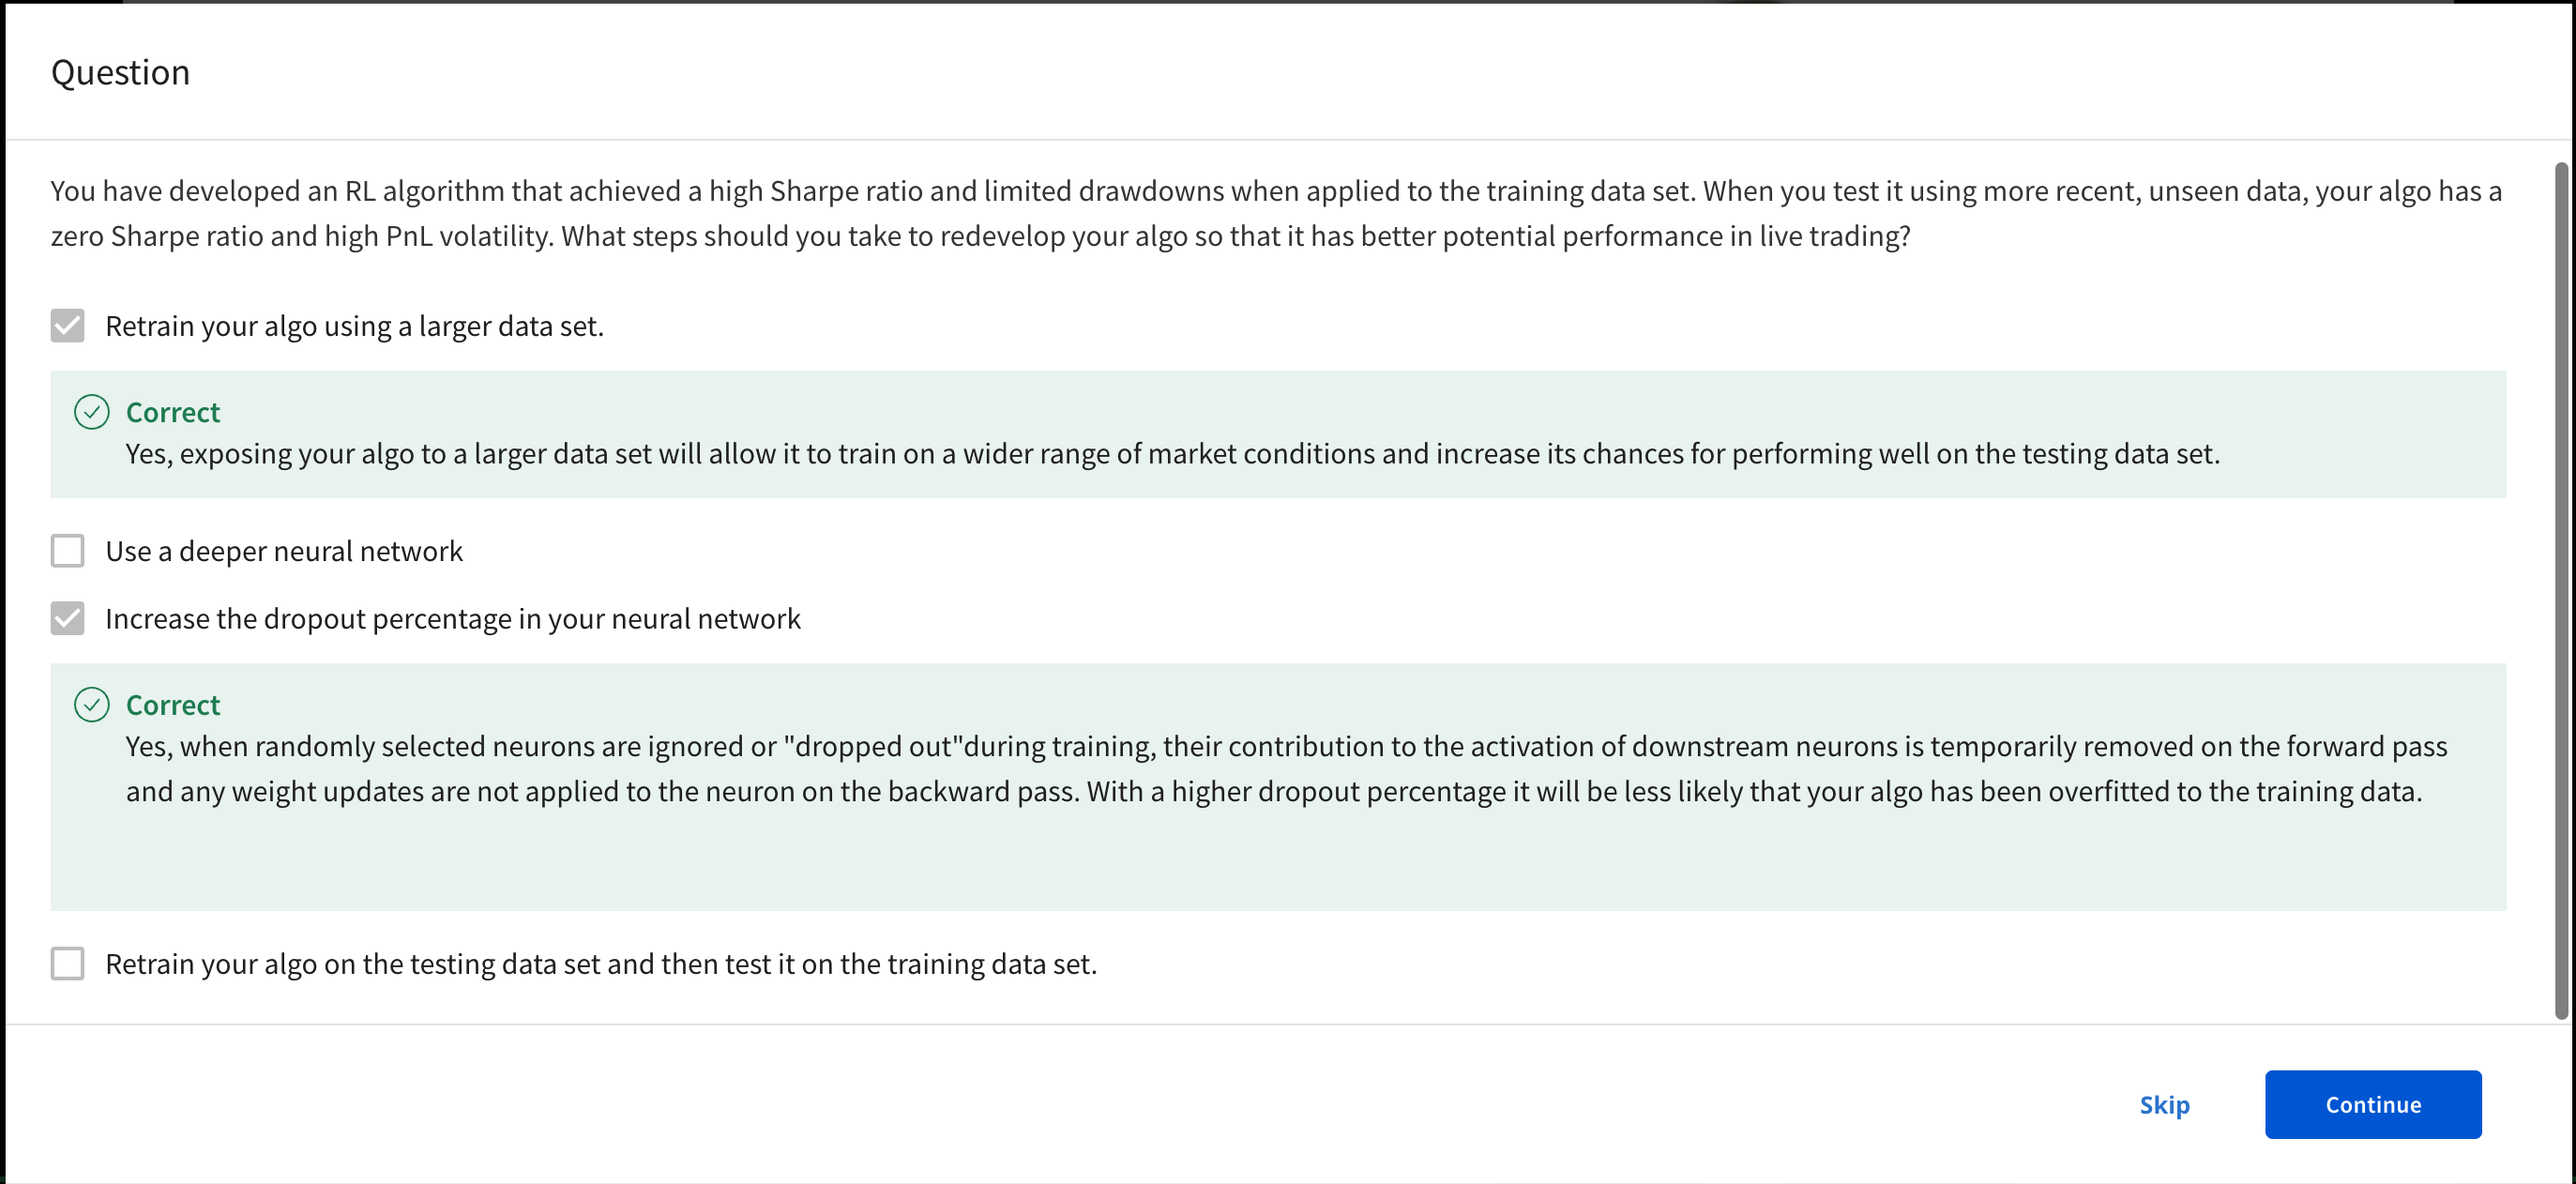 Question
You have developed an RL algorithm that achieved a high Sharpe ratio and limited drawdowns when applied to the training data set. When you test it using more recent, unseen data, your algo has a
zero Sharpe ratio and high PnL volatility. What steps should you take to redevelop your algo so that it has better potential performance in live trading?
Retrain your algo using a larger data set.
Correct
Yes, exposing your algo to a larger data set will allow it to train on a wider range of market conditions and increase its chances for performing well on the testing data set.
Use a deeper neural network
Increase the dropout percentage in your neural network
Correct
Yes, when randomly selected neurons are ignored or "dropped out"during training, their contribution to the activation of downstream neurons is temporarily removed on the forward pass
and any weight updates are not applied to the neuron on the backward pass. With a higher dropout percentage it will be less likely that your algo has been overfitted to the training data.
Retrain your algo on the testing data set and then test it on the training data set.
Skip
Continue